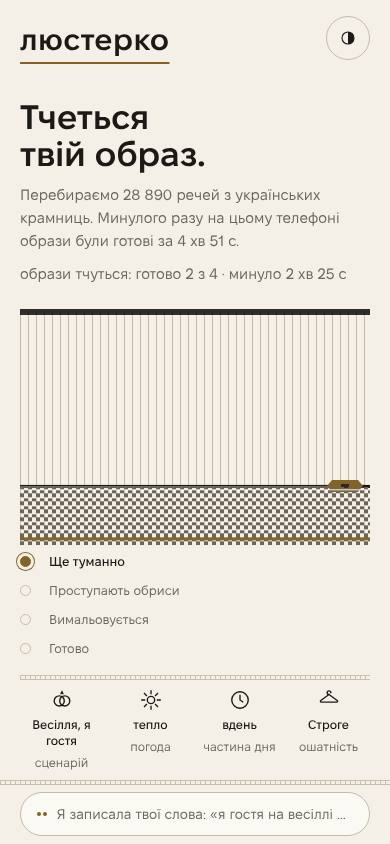 люстерко
Тчеться
твій образ.
Перебираємо 28 890 речей з українських
крамниць. Минулого разу на цьому телефоні
образи були готові за 4 хв 51 с.
образи тчуться: готово 2 з 4 · минуло 2 хв 25 с
Ще туманно
Проступають обриси
Вимальовується
Готово
Весілля, я
гостя
сценарій
тепло
погода
вдень
частина дня
Строге
ошатність
Я записала твої слова: «я гостя на весіллі ...